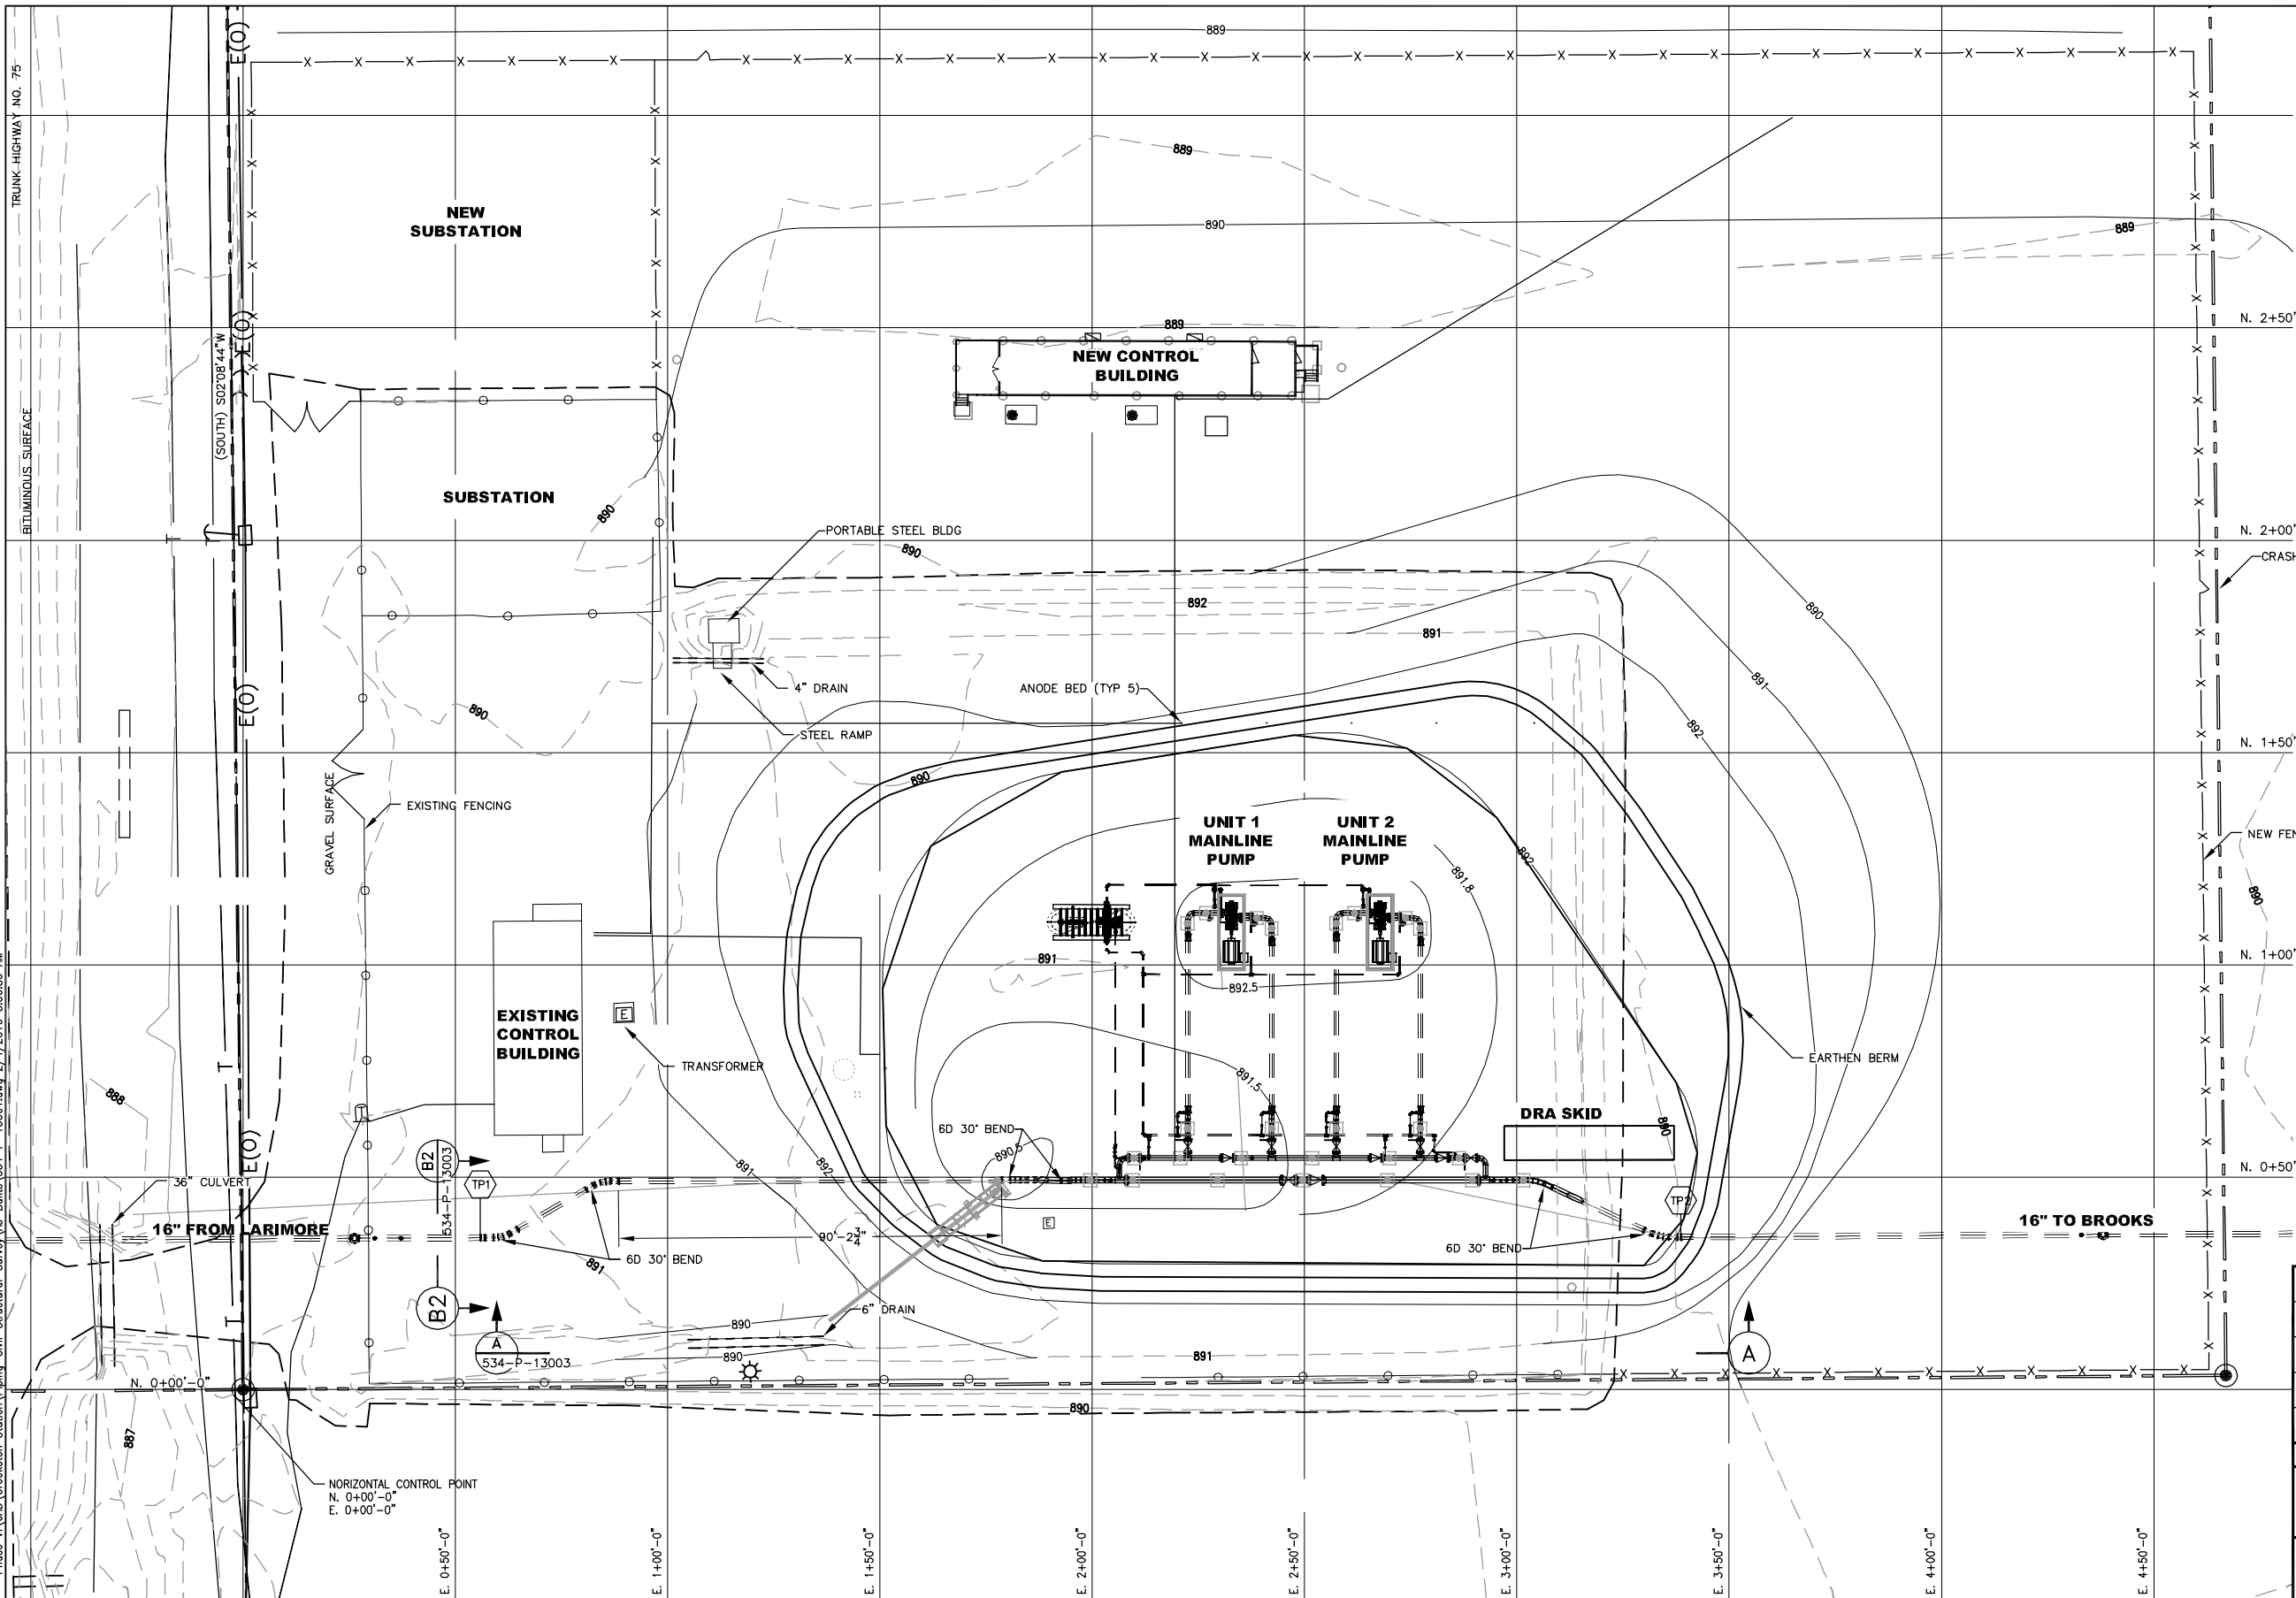 889
TRUNK HIGHWAY NO. 75
E(O)
889
NEW
SUBSTATION
890
889
N. 2+50'
889
E(O)
(SOUTH) S02°08'44"W
NEW CONTROL
BUILDING
BITUMINOUS SURFACE
SUBSTATION
890
PORTABLE STEEL BLDG
890
N. 2+00'
CRASH
892
890
891
4" DRAIN
ANODE BED (TYP 5)
891
E(O)
890
STEEL RAMP
892
N. 1+50'
890
EXISTING FENCING
GRAVEL SURFACE
UNIT 1
MAINLINE
PUMP
UNIT 2
MAINLINE
PUMP
NEW FEN
892
891.8
890
891
N. 1+00'
892.5
EXISTING
CONTROL
BUILDING
E
TRANSFORMER
EARTHEN BERM
891.5
888
DRA SKID
6D 30° BEND
890
E(O)
890.5
B2
534-P-13003
TP1
891
892
N. 0+50'
36" CULVERT
TP2
16" FROM LARIMORE
E
16" TO BROOKS
90'-2¾"
6D 30° BEND
6D 30° BEND
891
B2
6" DRAIN
890
A
534-P-13003
890
891
A
N. 0+00'-0"
890
887
NORIZONTAL CONTROL POINT
N. 0+00'-0"
E. 0+00'-0"
E. 0+50'-0"
E. 1+00'-0"
E. 1+50'-0"
E. 2+00'-0"
E. 2+50'-0"
E. 3+00'-0"
E. 3+50'-0"
E. 4+00'-0"
E. 4+50'-0"